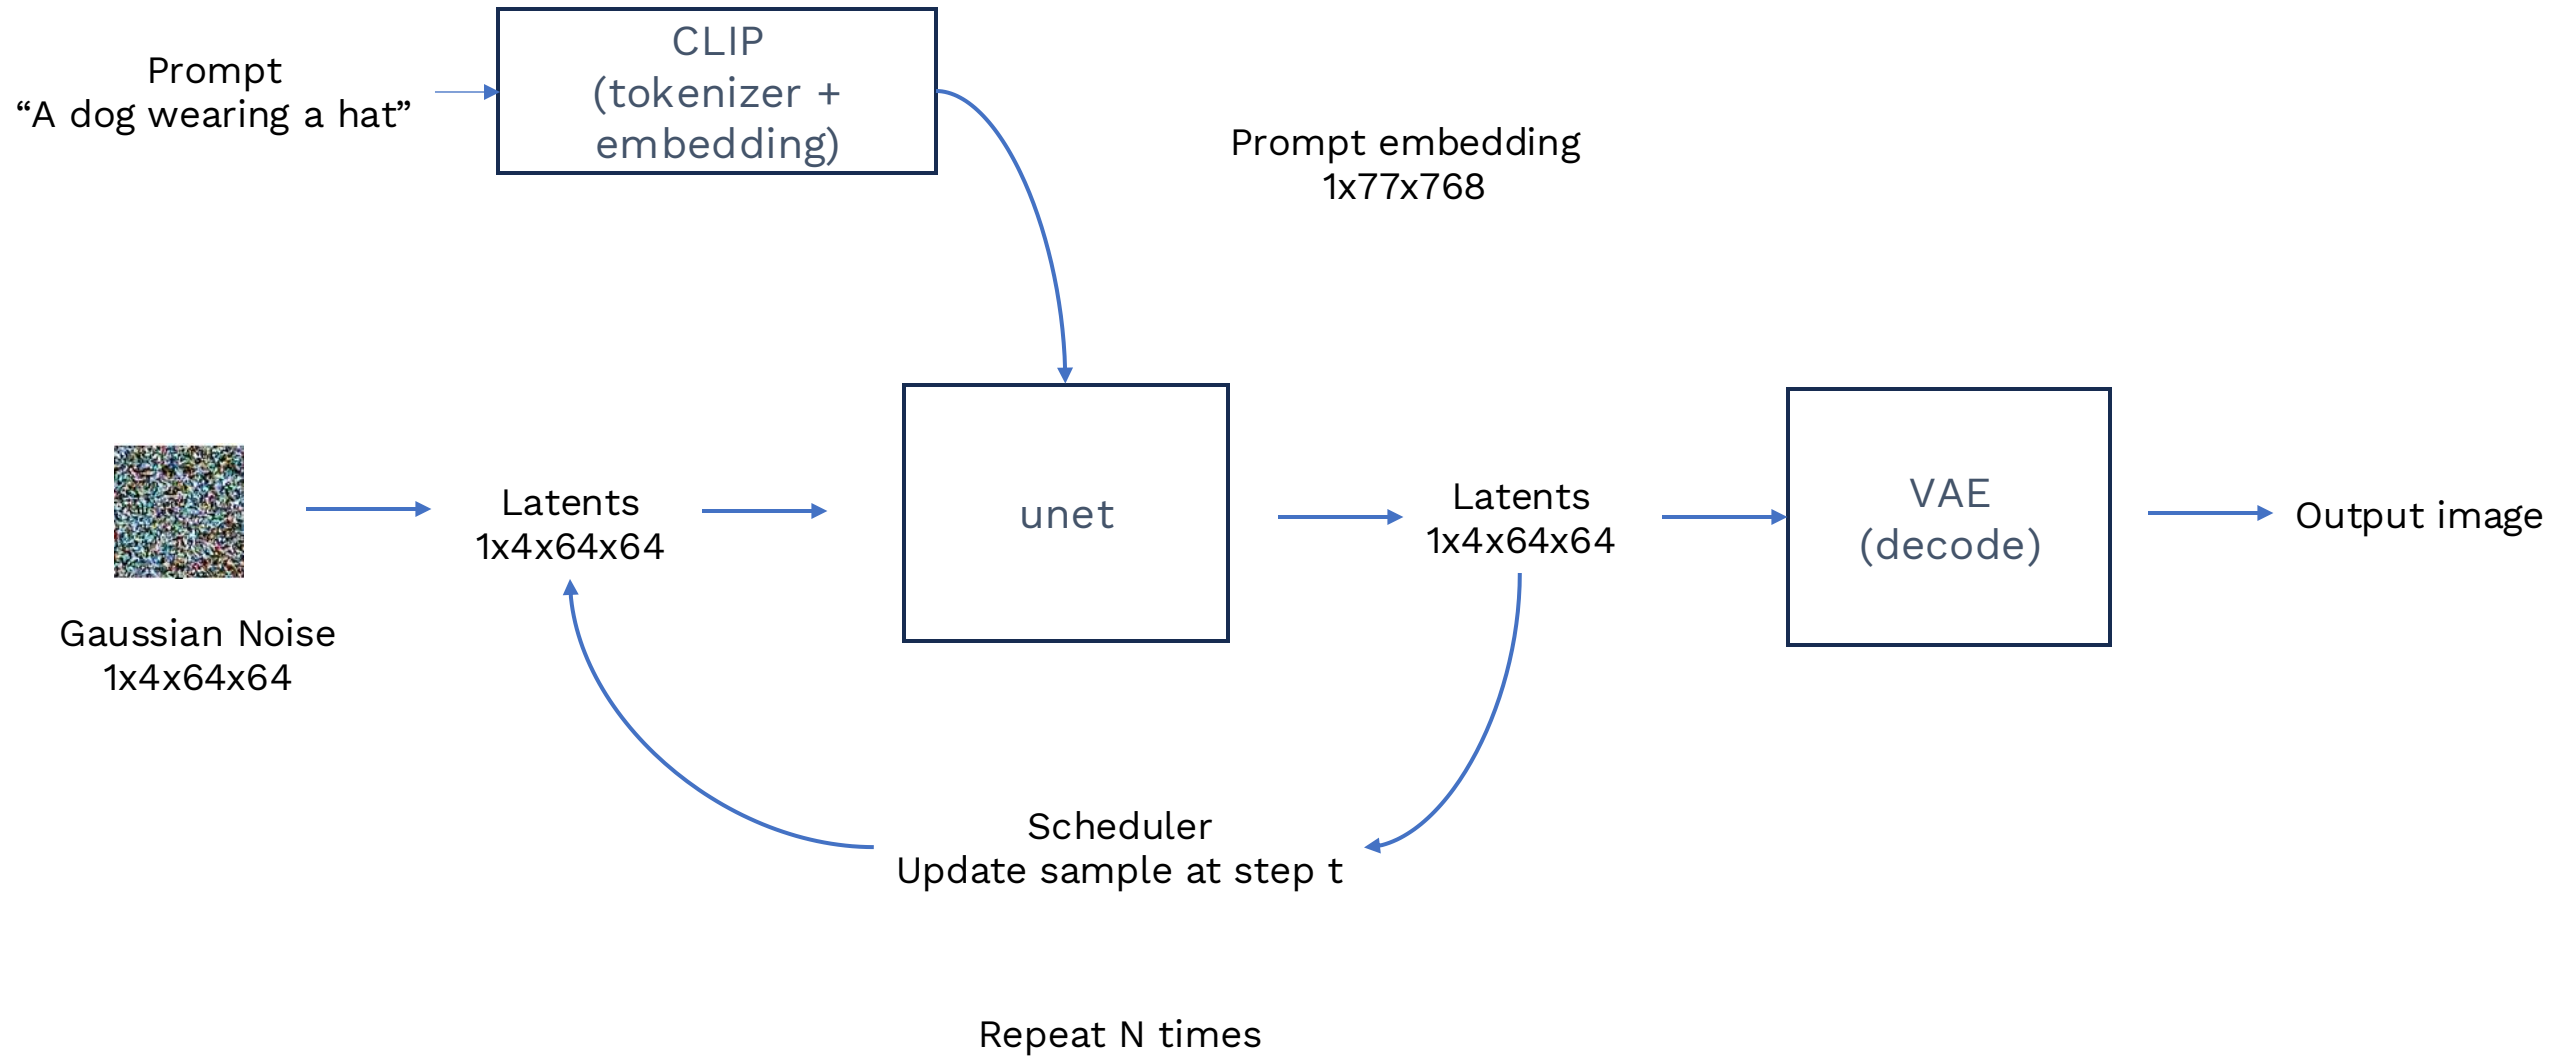 Prompt
“A dog wearing a hat”
CLIP
(tokenizer +
embedding)
Prompt embedding
1x77x768
Gaussian Noise
1x4x64x64
Latents
1x4x64x64
unet
Latents
1x4x64x64
VAE
(decode)
Output image
Scheduler
Update sample at step t
Repeat N times